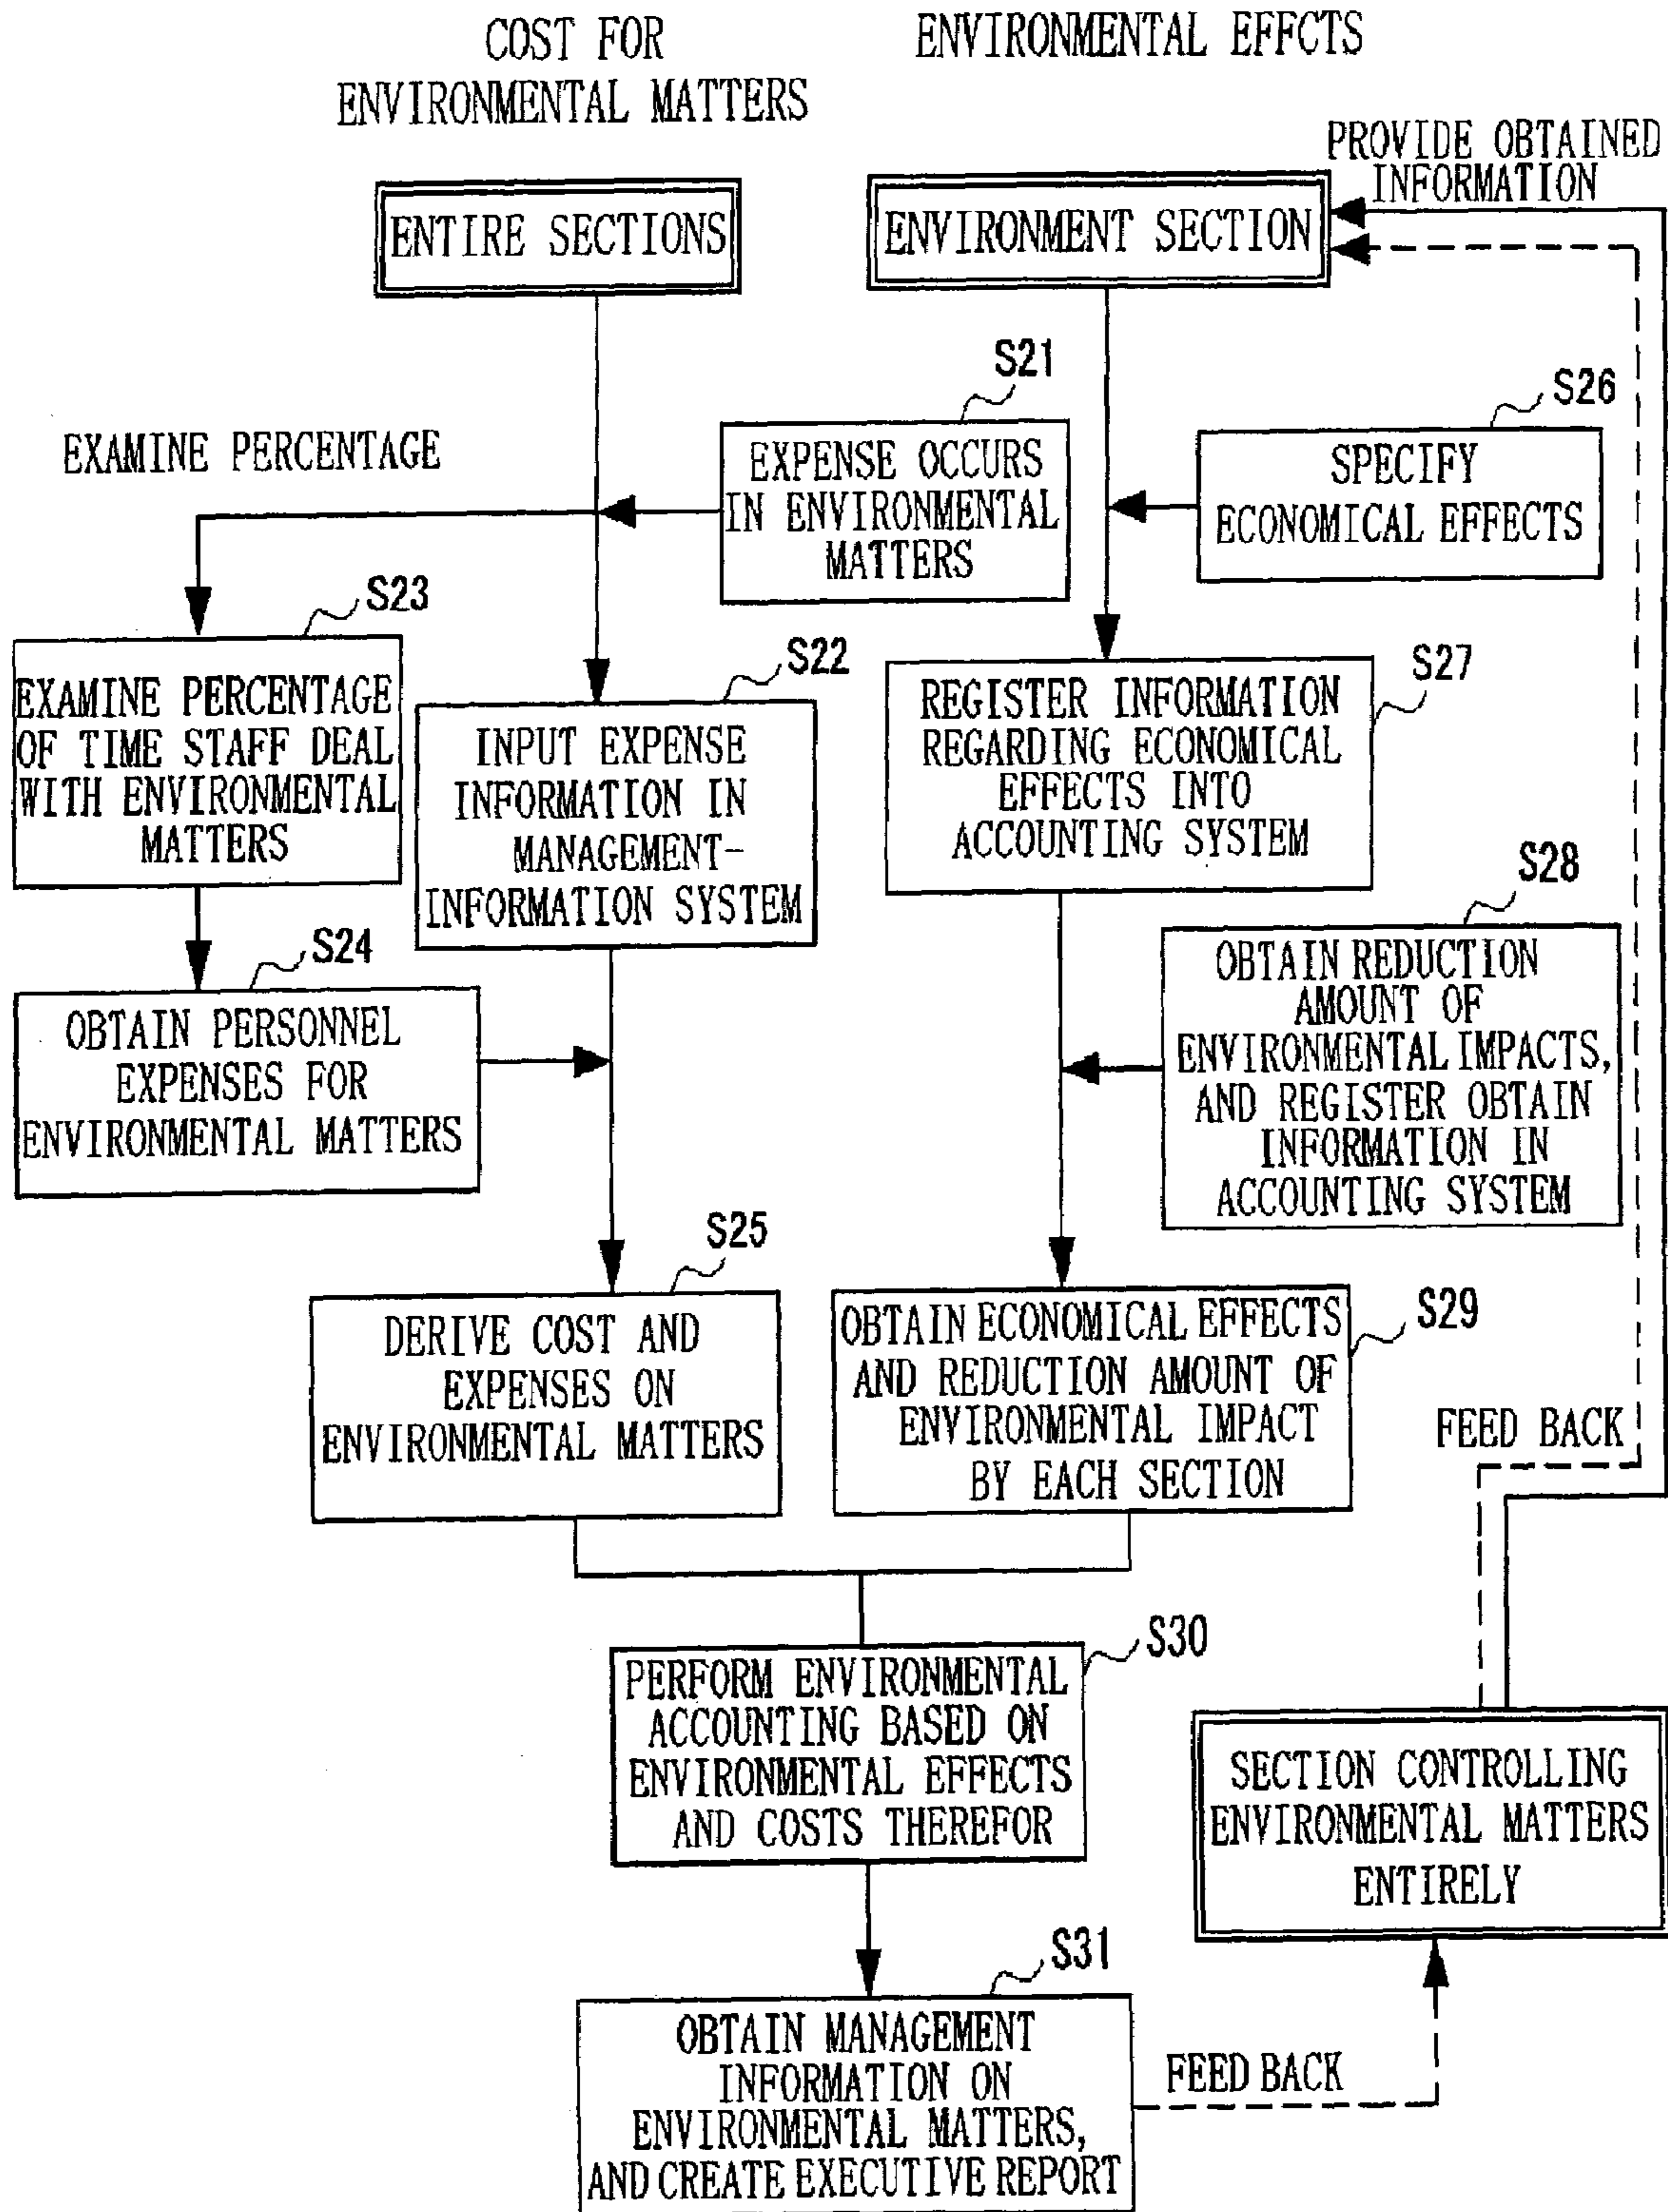 COST FOR
ENVIRONMENTAL MATTERS
ENVIRONMENTAL EFFCTS
PROVIDE OBTAINED
INFORMATION
ENTIRE SECTIONS
ENVIRONMENT SECTION
S21
EXPENSE OCCURS
IN ENVIRONMENTAL
MATTERS
S26
SPECIFY
ECONOMICAL EFFECTS
EXAMINE PERCENTAGE
S23
EXAMINE PERCENTAGE
OF TIME STAFF DEAL
WITH ENVIRONMENTAL
MATTERS
S22
INPUT EXPENSE
INFORMATION IN
MANAGEMENT-
INFORMATION SYSTEM
S27
REGISTER INFORMATION
REGARDING ECONOMICAL
EFFECTS INTO
ACCOUNTING SYSTEM
S24
OBTAIN PERSONNEL
EXPENSES FOR
ENVIRONMENTAL MATTERS
S28
OBTAIN REDUCTION
AMOUNT OF
ENVIRONMENTAL IMPACTS,
AND REGISTER OBTAIN
INFORMATION IN
ACCOUNTING SYSTEM
S25
DERIVE COST AND
EXPENSES ON
ENVIRONMENTAL MATTERS
S29
OBTAIN ECONOMICAL EFFECTS
AND REDUCTION AMOUNT OF
ENVIRONMENTAL IMPACT
BY EACH SECTION
FEED BACK
S30
PERFORM ENVIRONMENTAL
ACCOUNTING BASED ON
ENVIRONMENTAL EFFECTS
AND COSTS THEREFOR
SECTION CONTROLLING
ENVIRONMENTAL MATTERS
ENTIRELY
S31
OBTAIN MANAGEMENT
INFORMATION ON
ENVIRONMENTAL MATTERS,
AND CREATE EXECUTIVE REPORT
FEED BACK